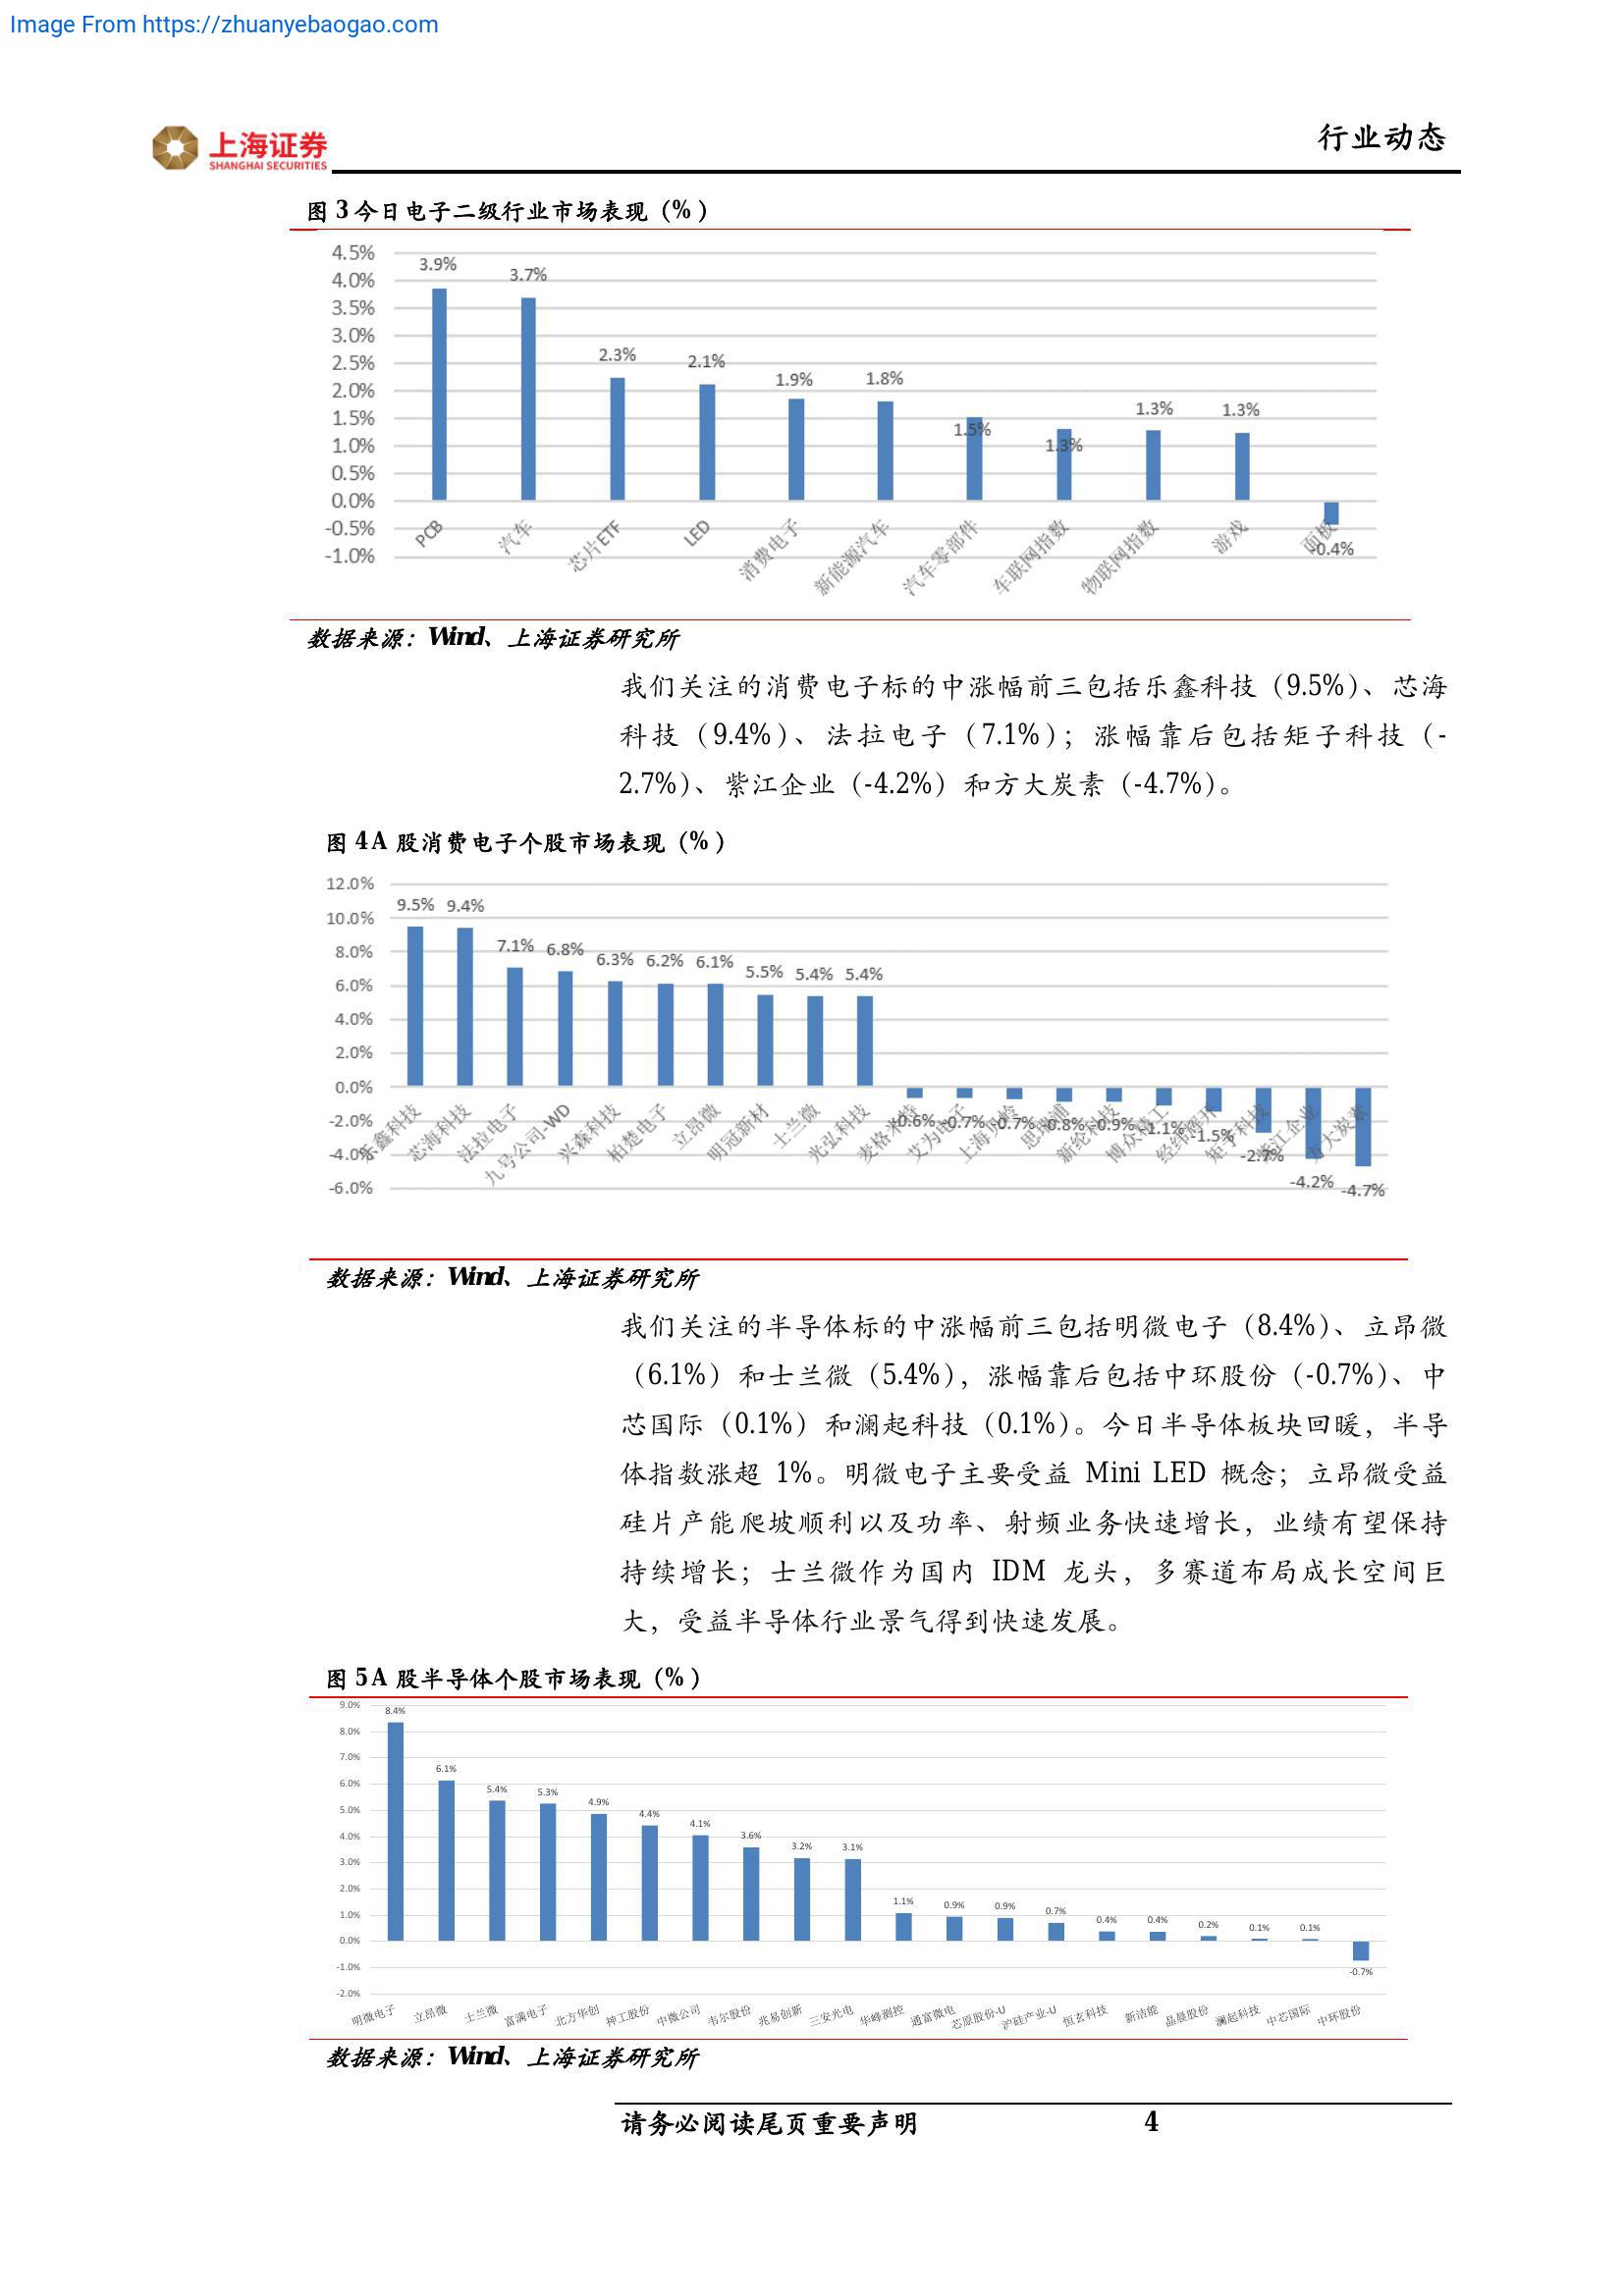 Image From https://zhuanyebaogao.com
上海证券
SHANGHAI SECURITIES
行业动态
图 3 今日电子二级行业市场表现（%）
4.5%
4.0%
3.5%
3.0%
2.5%
2.0%
1.5%
1.0%
0.5%
0.0%
-0.5%
-1.0%
3.9% 3.7% 2.3% 2.1% 1.9% 1.8% 1.5% 1.3% 1.3% 1.3% -0.4%
PCB 汽车 芯片ETF LED 消费电子 新能源汽车 汽车零部件 车联网指数 物联网指数 游戏 面板
数据来源：Wind、上海证券研究所
我们关注的消费电子标的中涨幅前三包括乐鑫科技（9.5%）、芯海
科技（9.4%）、法拉电子（7.1%）；涨幅靠后包括矩子科技（-
2.7%）、紫江企业（-4.2%）和方大炭素（-4.7%）。
图 4 A 股消费电子个股市场表现（%）
12.0%
10.0%
8.0%
6.0%
4.0%
2.0%
0.0%
-2.0%
-4.0%
-6.0%
9.5% 9.4% 7.1% 6.8% 6.3% 6.2% 6.1% 5.5% 5.4% 5.4% -0.6% -0.7% -0.7% -0.8% -0.9% -1.1% -1.5% -2.7% -4.2% -4.7%
乐鑫科技 芯海科技 法拉电子 九号公司-WD 兴森科技 柏楚电子 立昂微 明冠新材 士兰微 光弘科技 麦格米特 艾为电子 上海贝岭 思瑞浦 新纶科技 博众精工 经纬辉开 矩子科技 紫江企业 方大炭素
数据来源：Wind、上海证券研究所
我们关注的半导体标的中涨幅前三包括明微电子（8.4%）、立昂微
（6.1%）和士兰微（5.4%），涨幅靠后包括中环股份（-0.7%）、中
芯国际（0.1%）和澜起科技（0.1%）。今日半导体板块回暖，半导
体指数涨超 1%。明微电子主要受益 Mini LED 概念；立昂微受益
硅片产能爬坡顺利以及功率、射频业务快速增长，业绩有望保持
持续增长；士兰微作为国内 IDM 龙头，多赛道布局成长空间巨
大，受益半导体行业景气得到快速发展。
图 5 A 股半导体个股市场表现（%）
9.0%
8.0%
7.0%
6.0%
5.0%
4.0%
3.0%
2.0%
1.0%
0.0%
-1.0%
-2.0%
8.4% 6.1% 5.4% 5.3% 4.9% 4.4% 4.1% 3.6% 3.2% 3.1% 1.1% 0.9% 0.9% 0.7% 0.4% 0.4% 0.2% 0.1% 0.1% -0.7%
明微电子 立昂微 士兰微 富满电子 北方华创 神工股份 中微公司 韦尔股份 兆易创新 三安光电 华峰测控 通富微电 芯原股份-U 沪硅产业-U 恒玄科技 新洁能 晶晨股份 澜起科技 中芯国际 中环股份
数据来源：Wind、上海证券研究所
请务必阅读尾页重要声明 4